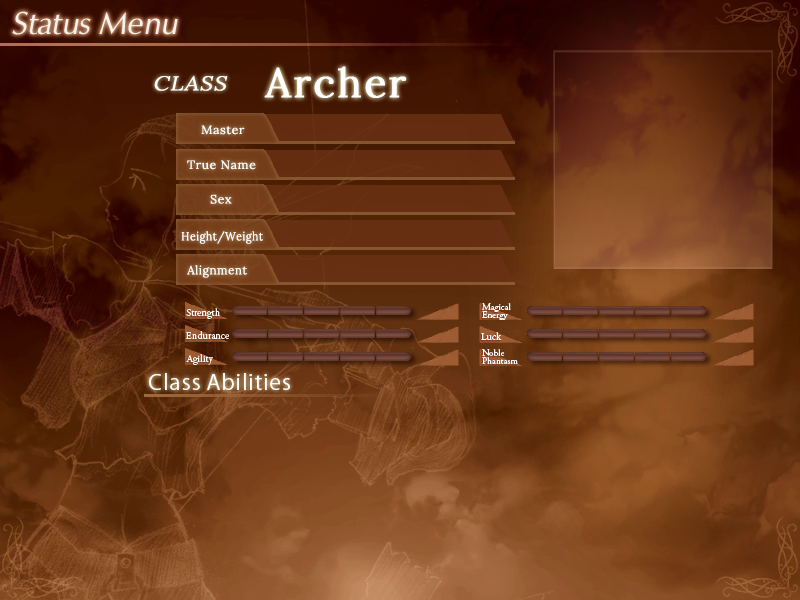 Status Menu
CLASS Archer
Master
True Name
Sex
Height/Weight
Alignment
Strength
Magical
Energy
Endurance
Luck
Agility
Noble
Phantasm
Class Abilities